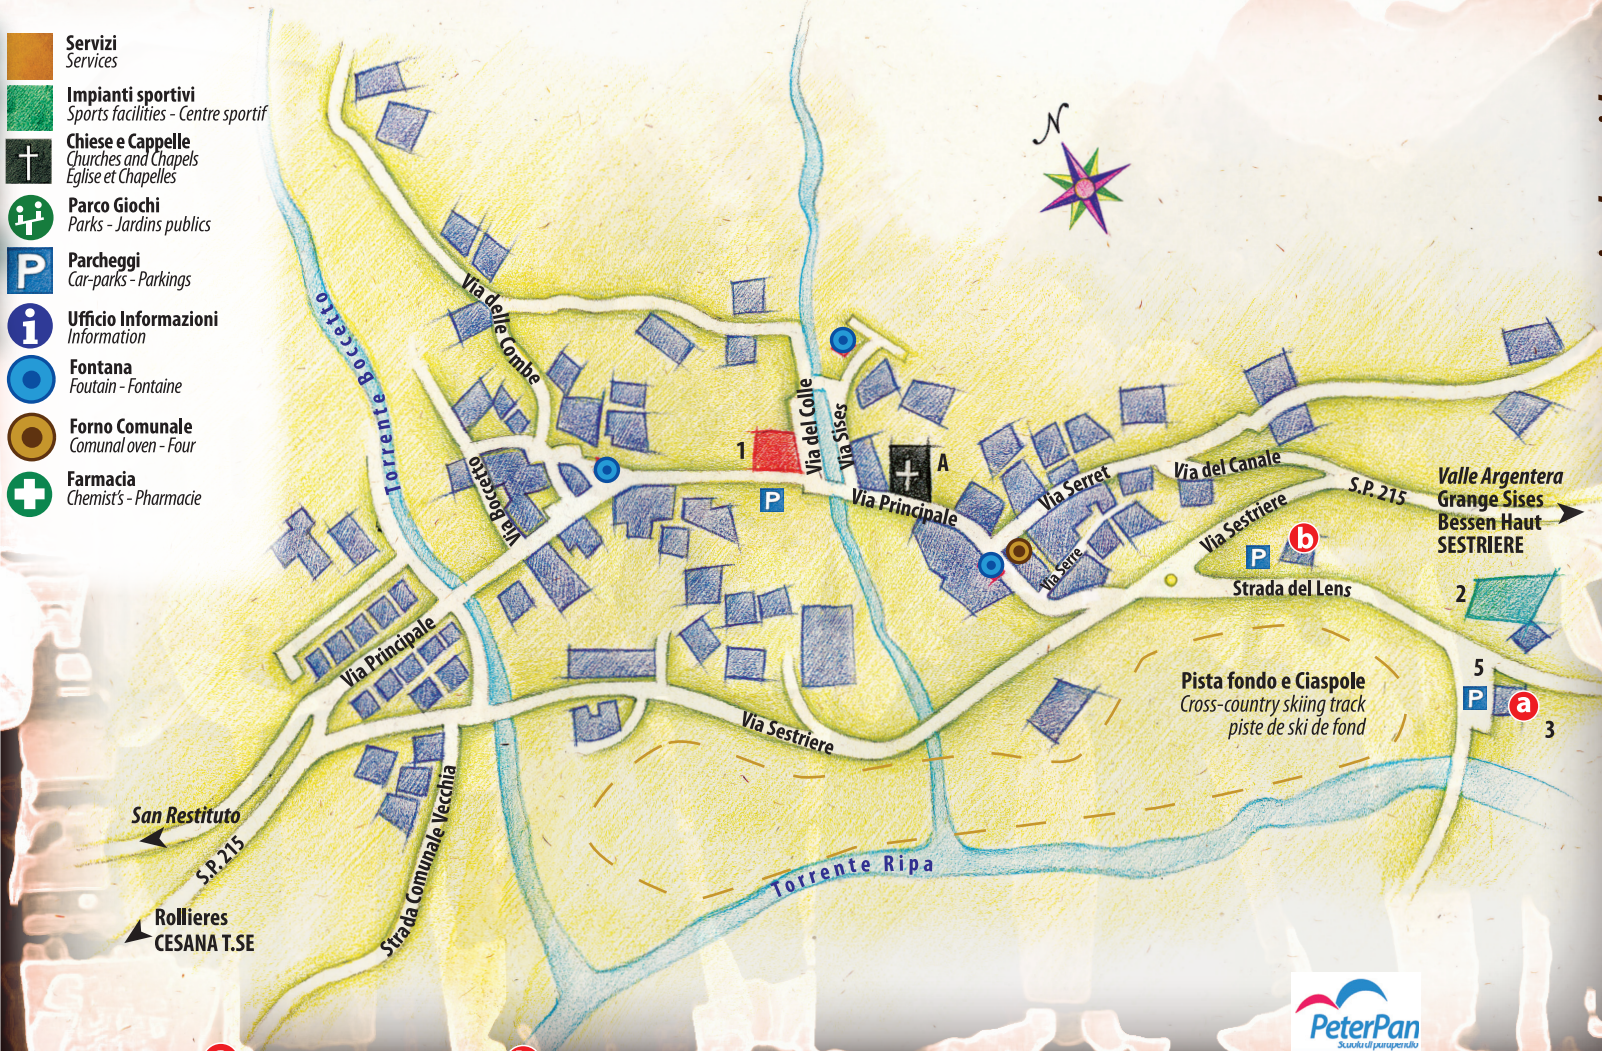 Servizi
Services
Impianti sportivi
Sports facilities - Centre sportif
Chiese e Cappelle
Churches and Chapels
Église et Chapelles
Parco Giochi
Parks - Jardins publics
P
Parcheggi
Car-parks - Parkings
i
Ufficio Informazioni
Information
Fontana
Foutain - Fontaine
Forno Comunale
Comunal oven - Four
Farmacia
Chemist's - Pharmacie
N
Torrente Boccetto
Via delle Combe
Via Boccetto
Via del Colle
Via Sises
1
P
A
Via Principale
Via Serret
Via del Canale
Via Serre
Via Sestriere
S.P. 215
Valle Argentera
Grange Sises
Bessen Haut
SESTRIERE
P
b
Strada del Lens
2
5
P
a
3
Pista fondo e Ciaspole
Cross-country skiing track
piste de ski de fond
Via Principale
Via Sestriere
San Restituto
S.P. 215
Strada Comunale Vecchia
Rollieres
CESANA T.SE
Torrente Ripa
PeterPan
Scuola di parapendio